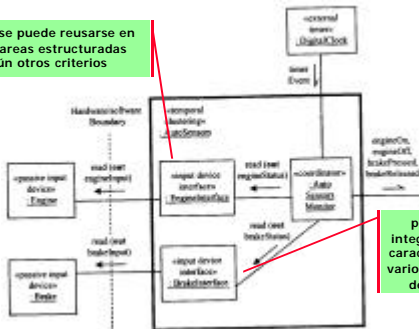 se puede reusarse en
areas estructuradas
ún otros criterios
«external
timer»
: DigitalClock
timer
Event
Hardware/software
Boundary
«temporal
clustering»
: AutoSensors
engineOn,
engineOff,
brakePressed,
brakeReleased
«passive input
device»
: Engine
read (out
engineInput)
«input device
interface»
: EngineInterface
read (out
engineStatus)
«coordinator»
: Auto
Sensors
Monitor
read (out
brakeInput)
read (out
brakeStatus)
«passive input
device»
: Brake
«input device
interface»
: BrakeInterface
p
integ
carac
vario
de